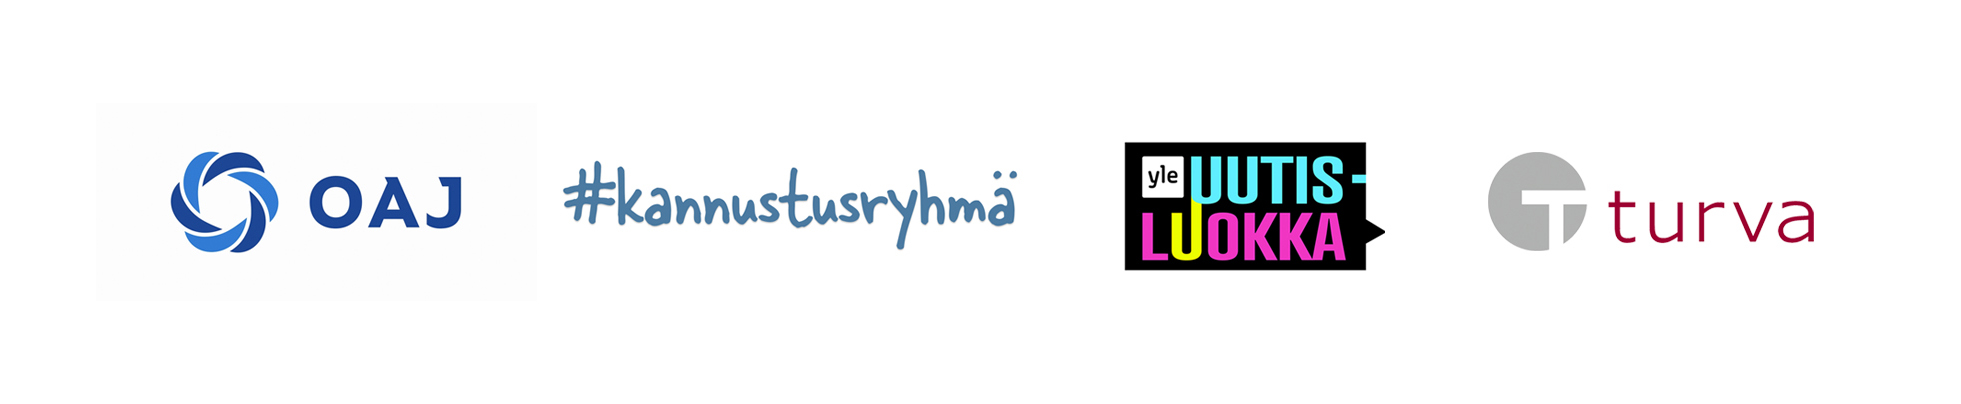 OAJ
#kannustusryhmä
yle UUTIS-
LUOKKA
T turva